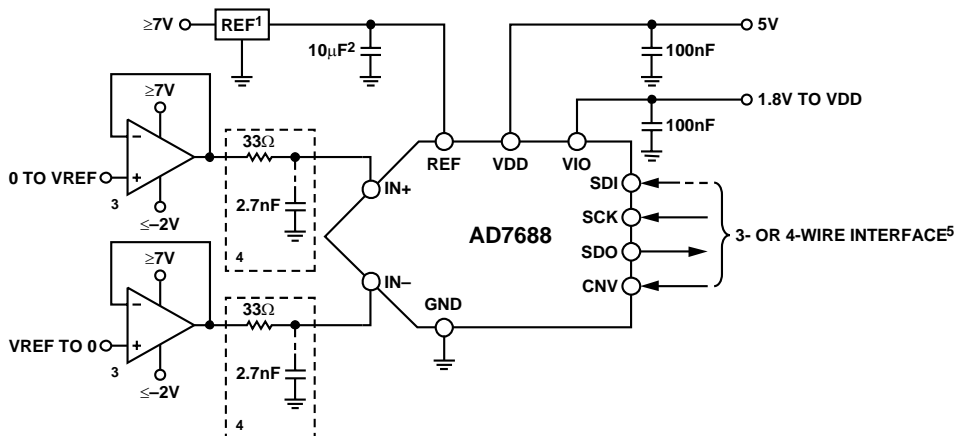 ≥7V
REF1
10μF2
100nF
5V
≥7V
1.8V TO VDD
100nF
33Ω
REF
VDD
VIO
–
+
0 TO VREF
3
≤–2V
2.7nF
4
IN+
SDI
SCK
AD7688
3- OR 4-WIRE INTERFACE5
SDO
CNV
IN–
GND
≥7V
33Ω
–
+
VREF TO 0
3
≤–2V
2.7nF
4